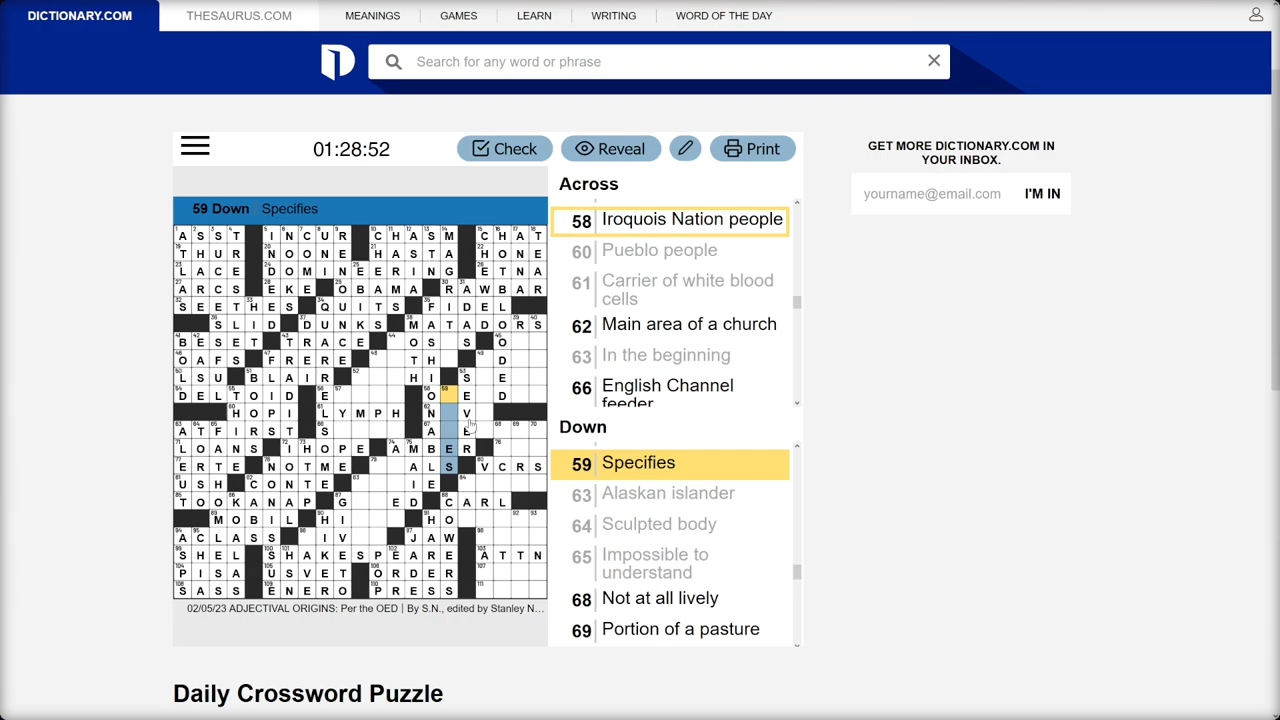 DICTIONARY.COM THESAURUS.COM MEANINGS GAMES LEARN WRITING WORD OF THE DAY
Search for any word or phrase
01:28:52 Check Reveal Print
GET MORE DICTIONARY.COM IN
YOUR INBOX.
yourname@email.com I'M IN
59 Down Specifies
A S S T I N C U R C H A S M C H A T
T H U R N O O N E H A S T A H O N E
L A C E D O M I N E E R I N G E T N A
A R C S E K E O B A M A R A W B A R
S E E T H E S Q U I T S F I D E L
S L I D D U N K S M A T A D O R S
B E S E T T R A C E O S S O
O A F S F R E R E T H D
L S U B L A I R H I S E
D E L T O I D E O E D
H O P I L Y M P H N V
A T F I R S T S A E
L O A N S I H O P E A M B E R
E R T E N O T M E A L S V C R S
U S H C O N T E I E
T O O K A N A P G E D C A R L
M O B I L H I H O
A C L A S S I V J A W
S H E L S H A K E S P E A R E A T T N
P I S A U S V E T O R D E R
S A S S E N E R O P R E S S
02/05/23 ADJECTIVAL ORIGINS: Per the OED | By S.N., edited by Stanley N...
Across
58 Iroquois Nation people
60 Pueblo people
61 Carrier of white blood
cells
62 Main area of a church
63 In the beginning
66 English Channel
feeder
Down
59 Specifies
63 Alaskan islander
64 Sculpted body
65 Impossible to
understand
68 Not at all lively
69 Portion of a pasture
Daily Crossword Puzzle